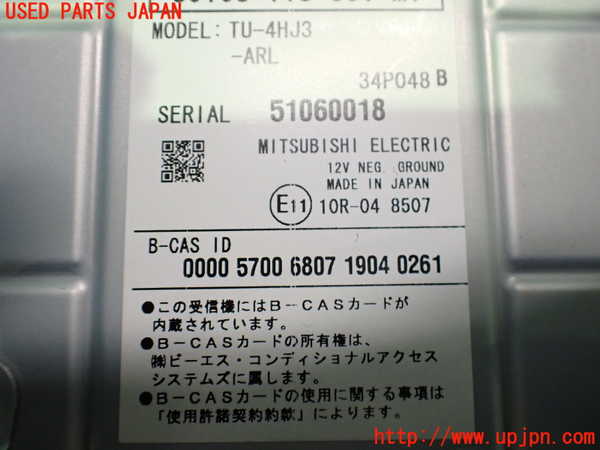 USED PARTS JAPAN
MODEL: TU-4HJ3
-ARL
34P048 B
SERIAL 51060018
MITSUBISHI ELECTRIC
12V NEG. GROUND
MADE IN JAPAN
E11 10R-04 8507
B-CAS ID
0000 5700 6807 1904 0261
●この受信機にはB-CASカードが
内蔵されています。
●B-CASカードの所有権は、
㈱ビーエス・コンディショナルアクセス
システムズに属します。
●B-CASカードの使用に関する事項は
「使用許諾契約約款」によります。
http://www.upjpn.com/